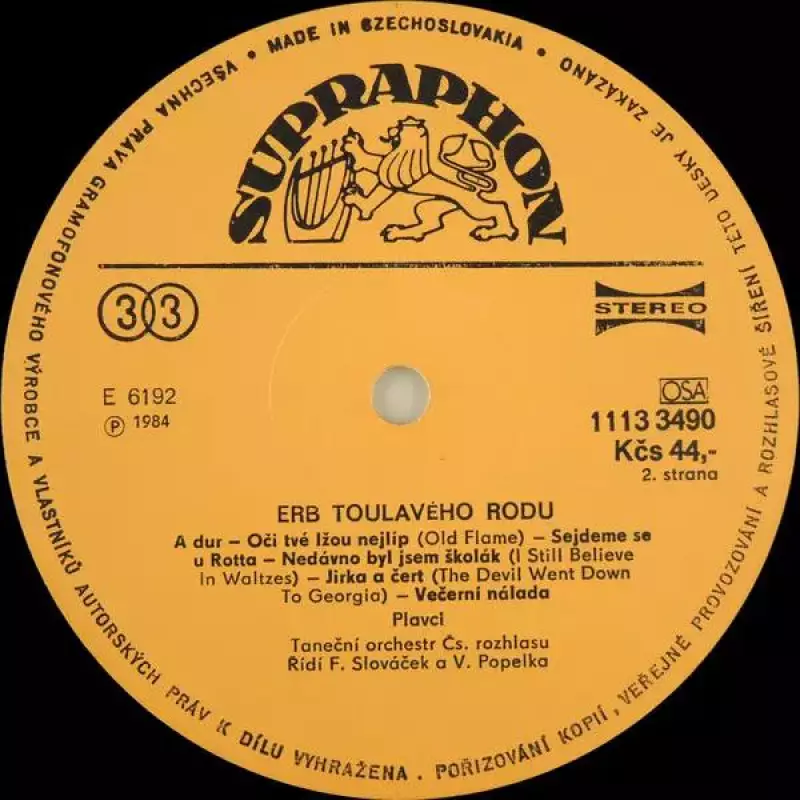 • MADE IN CZECHOSLOVAKIA •
VŠECHNA PRÁVA GRAMOFONOVÉHO VÝROBCE A VLASTNÍKŮ AUTORSKÝCH PRÁV K DÍLU VYHRAŽENA. POŘIZOVÁNÍ KOPIÍ, VEŘEJNÉ PROVOZOVÁNÍ A ROZHLASOVÉ ŠÍŘENÍ TÉTO DESKY JE ZAKÁZÁNO
SUPRAPHON
33
STEREO
E 6192
Ⓟ 1984
OSA
1113 3490
Kčs 44,-
2. strana
ERB TOULAVÉHO RODU
A dur – Oči tvé lžou nejlíp (Old Flame) – Sejdeme se
u Rotta – Nedávno byl jsem školák (I Still Believe
In Waltzes) – Jirka a čert (The Devil Went Down
To Georgia) – Večerní nálada
Plavci
Taneční orchestr Čs. rozhlasu
Řídí F. Slováček a V. Popelka